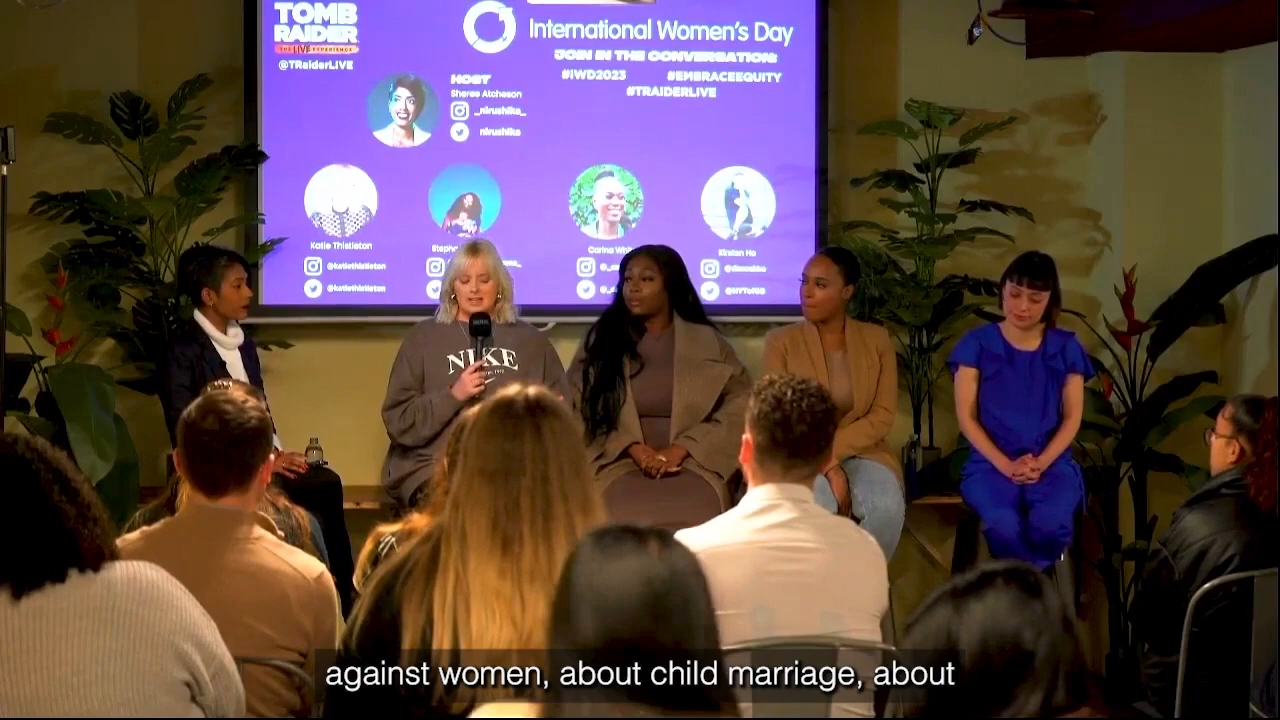 TOMB
RAIDER
THE LIVE EXPERIENCE
@TRaiderLIVE
International Women's Day
JOIN IN THE CONVERSATION:
#IWD2023 #EMBRACEEQUITY
#TRAIDERLIVE
HOST
Sheree Atcheson
_nirushika_
nirushika
Katie Thistleton
@katiethistleton
@katiethistleton
Carina
Kirsten Ho
NIKE
against women, about child marriage, about